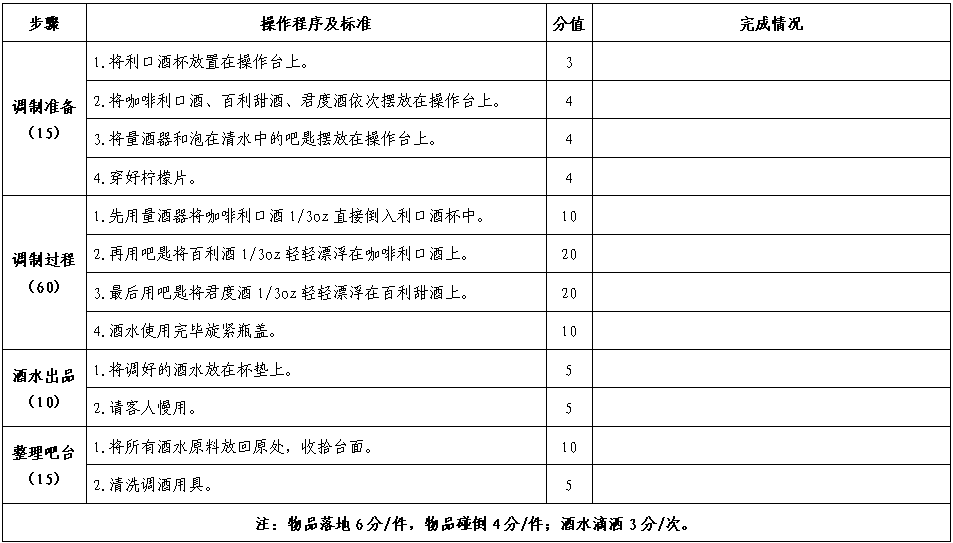 步骤 操作程序及标准 分值 完成情况
调制准备（15） 1.将利口酒杯放置在操作台上。 3
2.将咖啡利口酒、百利甜酒、君度酒依次摆放在操作台上。 4
3.将量酒器和泡在清水中的吧匙摆放在操作台上。 4
4.穿好柠檬片。 4
调制过程（60） 1.先用量酒器将咖啡利口酒1/3oz直接倒入利口酒杯中。 10
2.再用吧匙将百利酒1/3oz轻轻漂浮在咖啡利口酒上。 20
3.最后用吧匙将君度酒1/3oz轻轻漂浮在百利甜酒上。 20
4.酒水使用完毕旋紧瓶盖。 10
酒水出品（10） 1.将调好的酒水放在杯垫上。 5
2.请客人慢用。 5
整理吧台（15） 1.将所有酒水原料放回原处，收拾台面。 10
2.清洗调酒用具。 5
注：物品落地6分/件，物品碰倒4分/件；酒水滴洒3分/次。